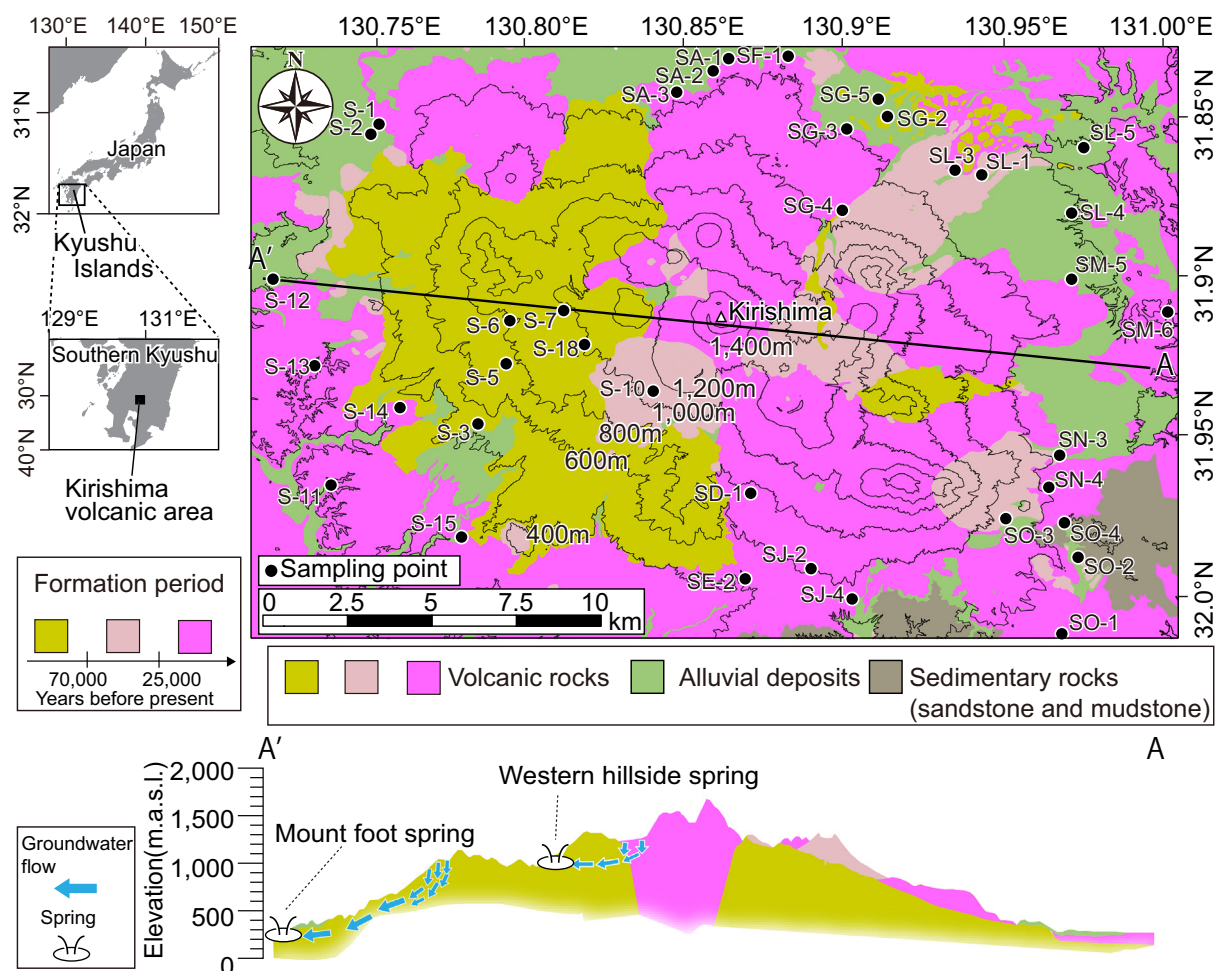 130°E 140°E 150°E
31°N
32°N
Japan
Kyushu
Islands
129°E 131°E
Southern Kyushu
30°N
40°N
Kirishima
volcanic area
Formation period
70,000 25,000
Years before present
130.75 130.80 130.85 130.9 130.95 131.00
31.85°N
31.9°N
31.95°N
32.0°N
N
SA-1
SF-1
SA-2
SA-3
S-1
S-2
SG-5
SG-2
SG-3
SL-5
SL-3
SL-1
SG-4
SL-4
A'
SM-5
S-12
S-7
S-6
Kirishima
SM-6
S-18
1,400m
S-13
S-5
A
S-10
1,200m
S-14
1,000m
S-3
800m
600m
SN-3
SN-4
S-11
SD-1
S-15
400m
SO-3
SO-4
SJ-2
SO-2
SE-2
SJ-4
SO-1
Sampling point
0 2.5 5 7.5 10
km
Volcanic rocks
Alluvial deposits
Sedimentary rocks
(sandstone and mudstone)
A'
A
Elevation(m.a.s.l.)
2,000
1,500
1,000
500
0
Western hillside spring
Mount foot spring
Groundwater
flow
Spring